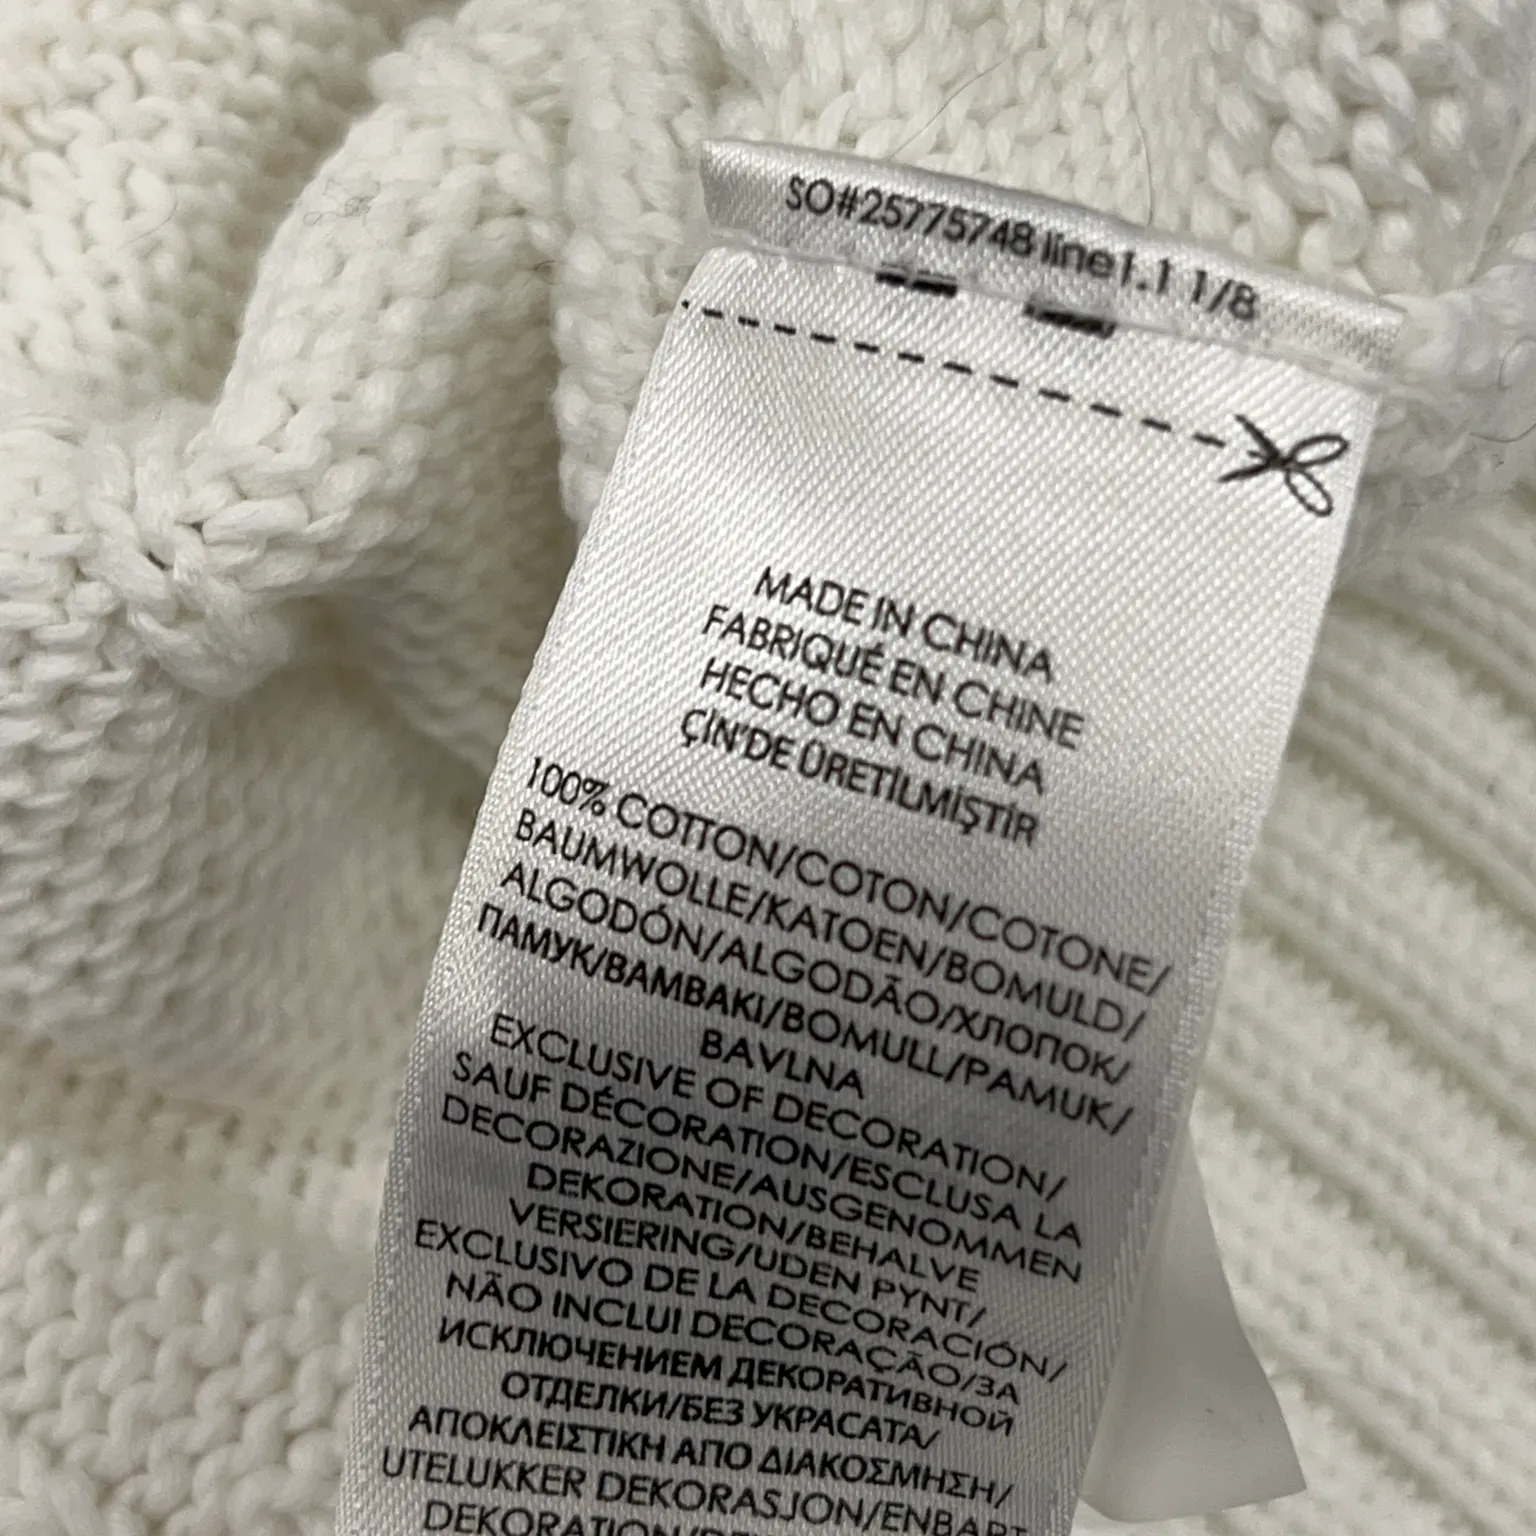 SO#25775748 line1.1 1/8
MADE IN CHINA
FABRIQUÉ EN CHINE
HECHO EN CHINA
ÇİN'DE ÜRETİLMİŞTİR
100% COTTON/COTON/COTONE/
BAUMWOLLE/KATOEN/BOMULD/
ALGODÓN/ALGODÃO/ХЛОПОК/
ПАМУК/ΒΑΜΒΑΚΙ/BOMULL/PAMUK/
BAVLNA
EXCLUSIVE OF DECORATION/
SAUF DÉCORATION/ESCLUSA LA
DECORAZIONE/AUSGENOMMEN
DEKORATION/BEHALVE
VERSIERING/UDEN PYNT/
EXCLUSIVO DE LA DECORACIÓN/
NÃO INCLUI DECORAÇÃO/ЗА
ИСКЛЮЧЕНИЕМ ДЕКОРАТИВНОЙ
ОТДЕЛКИ/БЕЗ УКРАСАТА/
ΑΠΟΚΛΕΙΣΤΙΚΗ ΑΠΟ ΔΙΑΚΟΣΜΗΣΗ/
UTELUKKER DEKORASJON/ENBART